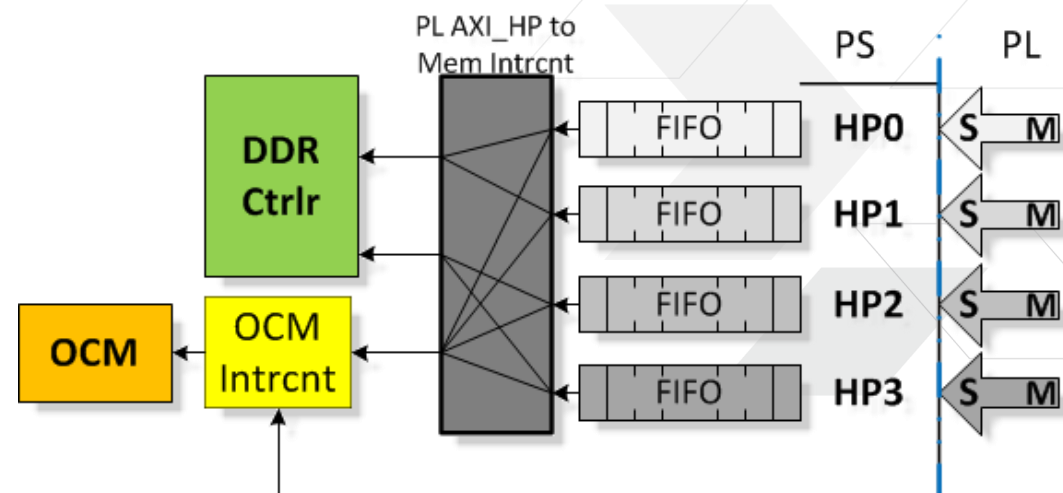 PL AXI_HP to
Mem Intrcnt
PS
PL
DDR
Ctrlr
FIFO
HP0
S
M
FIFO
HP1
S
M
OCM
OCM
Intrcnt
FIFO
HP2
S
M
FIFO
HP3
S
M